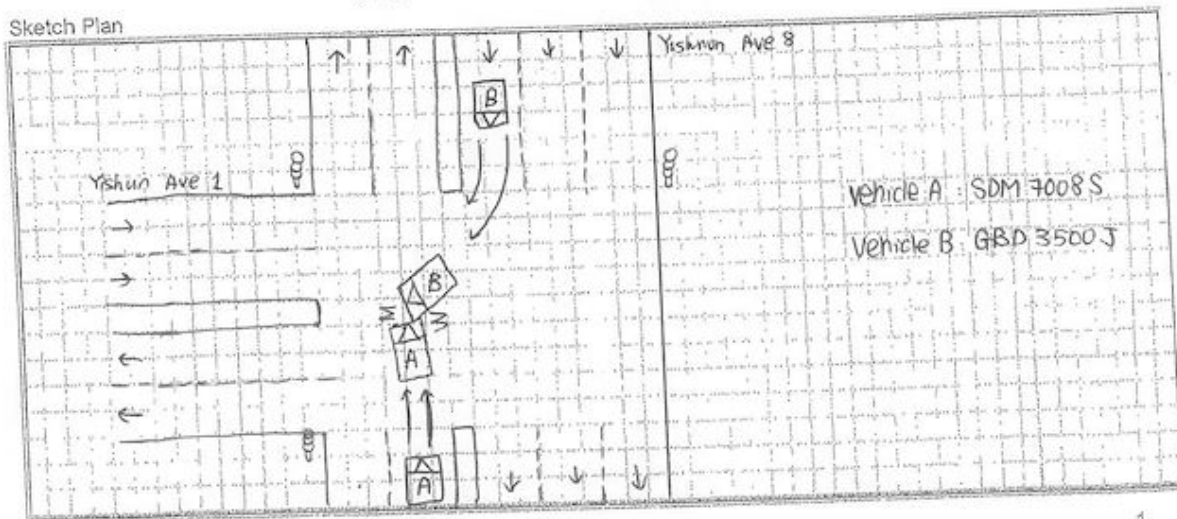 Sketch Plan
Yishun Ave 8
B
Yishun Ave 1
Vehicle A : SDM 7008 S
Vehicle B : GBD 3500 J
B
A
A